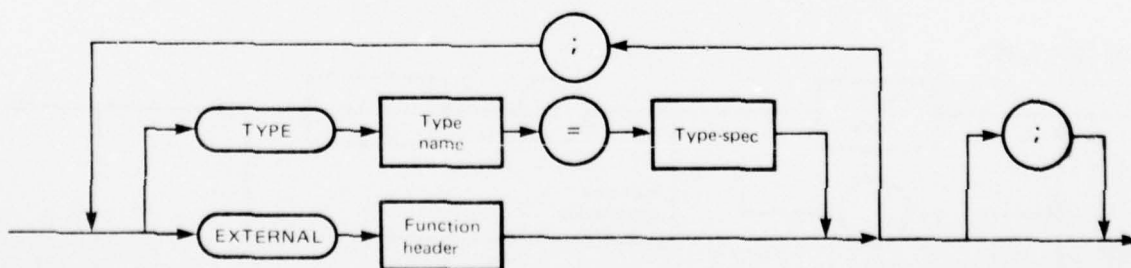 ;
TYPE
Type
name
=
Type-spec
;
EXTERNAL
Function
header